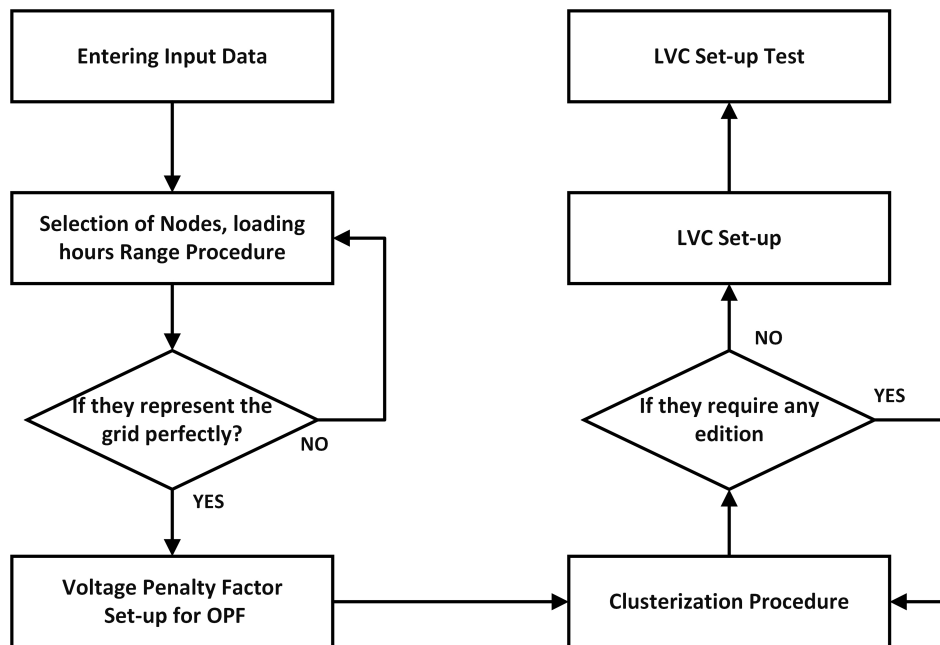 Entering Input Data
Selection of Nodes, loading
hours Range Procedure
If they represent the
grid perfectly?
NO
YES
Voltage Penalty Factor
Set-up for OPF
LVC Set-up Test
LVC Set-up
NO
If they require any
edition
YES
Clusterization Procedure